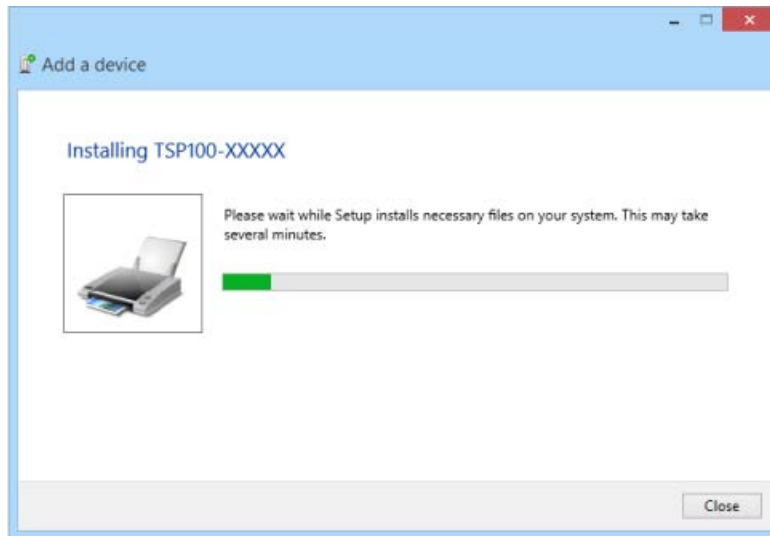 Add a device
Installing TSP100-XXXXX
Please wait while Setup installs necessary files on your system. This may take
several minutes.
Close